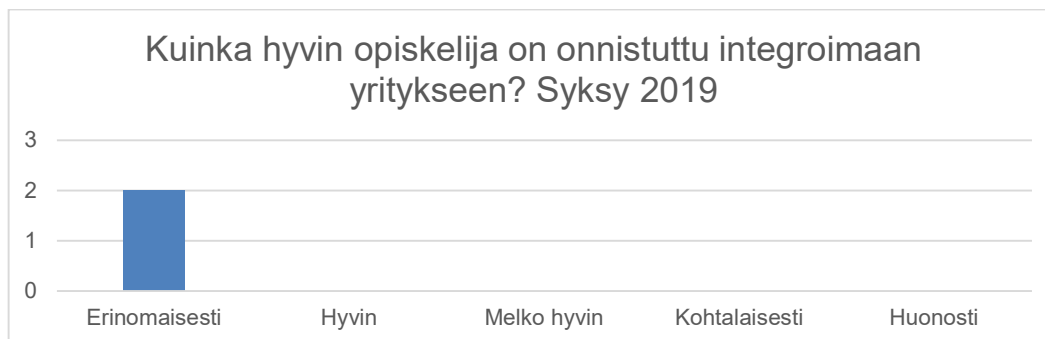 Kuinka hyvin opiskelija on onnistuttu integroimaan
yritykseen? Syksy 2019
3
2
1
0
Erinomaisesti Hyvin Melko hyvin Kohtalaisesti Huonosti